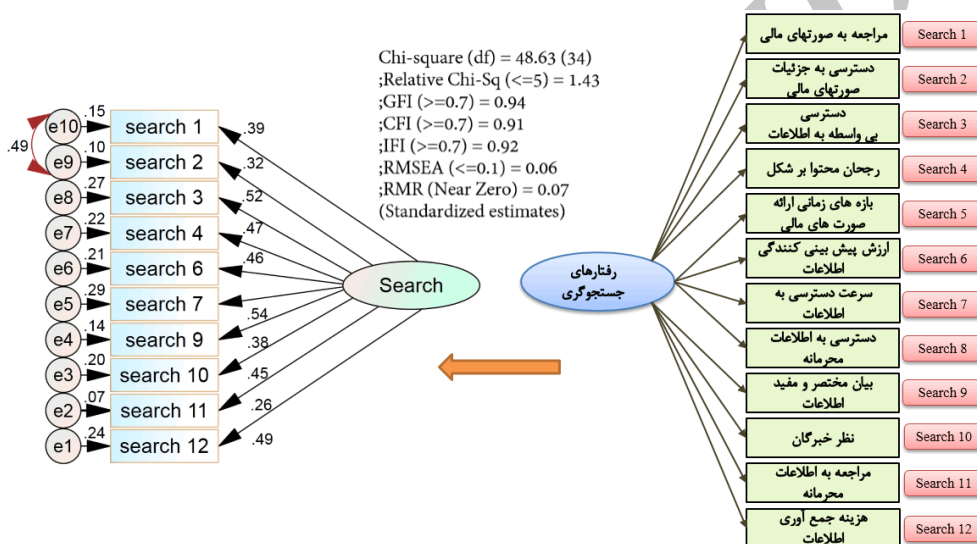 Chi-square (df) = 48.63 (34)
;Relative Chi-Sq (<=5) = 1.43
;GFI (>=0.7) = 0.94
;CFI (>=0.7) = 0.91
;IFI (>=0.7) = 0.92
;RMSEA (<=0.1) = 0.06
;RMR (Near Zero) = 0.07
(Standardized estimates)
.49
e10
.15
search 1
.39
e9
.10
search 2
.32
e8
.27
search 3
.52
e7
.22
search 4
.47
e6
.21
search 6
.46
e5
.29
search 7
.54
e4
.14
search 9
.38
e3
.20
search 10
.45
e2
.07
search 11
.26
e1
.24
search 12
.49
Search
رفتارهای
جستجوگری
مراجعه به صورتهای مالی
Search 1
دسترسی به جزئیات
صورتهای مالی
Search 2
دسترسی
بی واسطه به اطلاعات
Search 3
رجحان محتوا بر شکل
Search 4
بازه های زمانی ارائه
صورت های مالی
Search 5
ارزش پیش بینی کنندگی
اطلاعات
Search 6
سرعت دسترسی به
اطلاعات
Search 7
دسترسی به اطلاعات
محرمانه
Search 8
بیان مختصر و مفید
اطلاعات
Search 9
نظر خبرگان
Search 10
مراجعه به اطلاعات
محرمانه
Search 11
هزینه جمع آوری
اطلاعات
Search 12